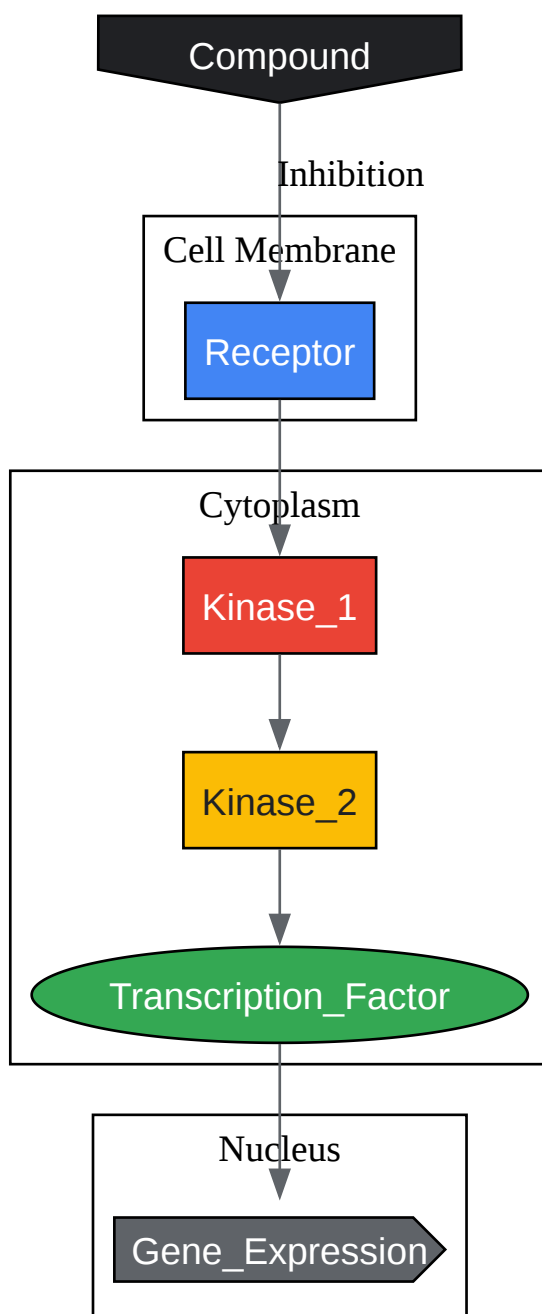 Compound
Inhibition
Cell Membrane
Receptor
Cytoplasm
Kinase_1
Kinase_2
Transcription_Factor
Nucleus
Gene_Expression